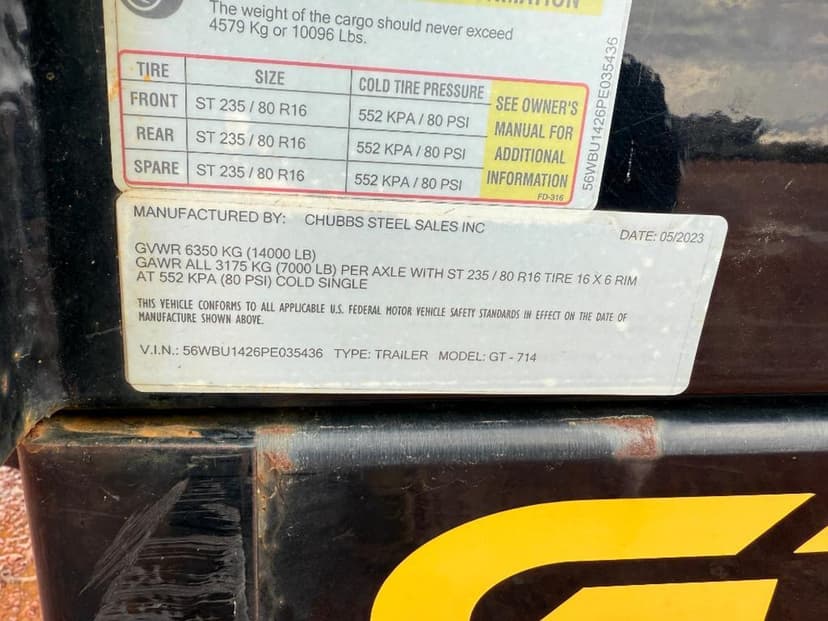 The weight of the cargo should never exceed
4579 Kg or 10096 Lbs.
TIRE SIZE COLD TIRE PRESSURE SEE OWNER'S
FRONT ST 235 / 80 R16 552 KPA / 80 PSI MANUAL FOR
REAR ST 235 / 80 R16 552 KPA / 80 PSI ADDITIONAL
SPARE ST 235 / 80 R16 552 KPA / 80 PSI INFORMATION
FD-316
56WBU1426PE035436
MANUFACTURED BY: CHUBBS STEEL SALES INC DATE: 05/2023
GVWR 6350 KG (14000 LB)
GAWR ALL 3175 KG (7000 LB) PER AXLE WITH ST 235 / 80 R16 TIRE 16 X 6 RIM
AT 552 KPA (80 PSI) COLD SINGLE
THIS VEHICLE CONFORMS TO ALL APPLICABLE U.S. FEDERAL MOTOR VEHICLE SAFETY STANDARDS IN EFFECT ON THE DATE OF
MANUFACTURE SHOWN ABOVE.
V.I.N.: 56WBU1426PE035436 TYPE: TRAILER MODEL: GT - 714